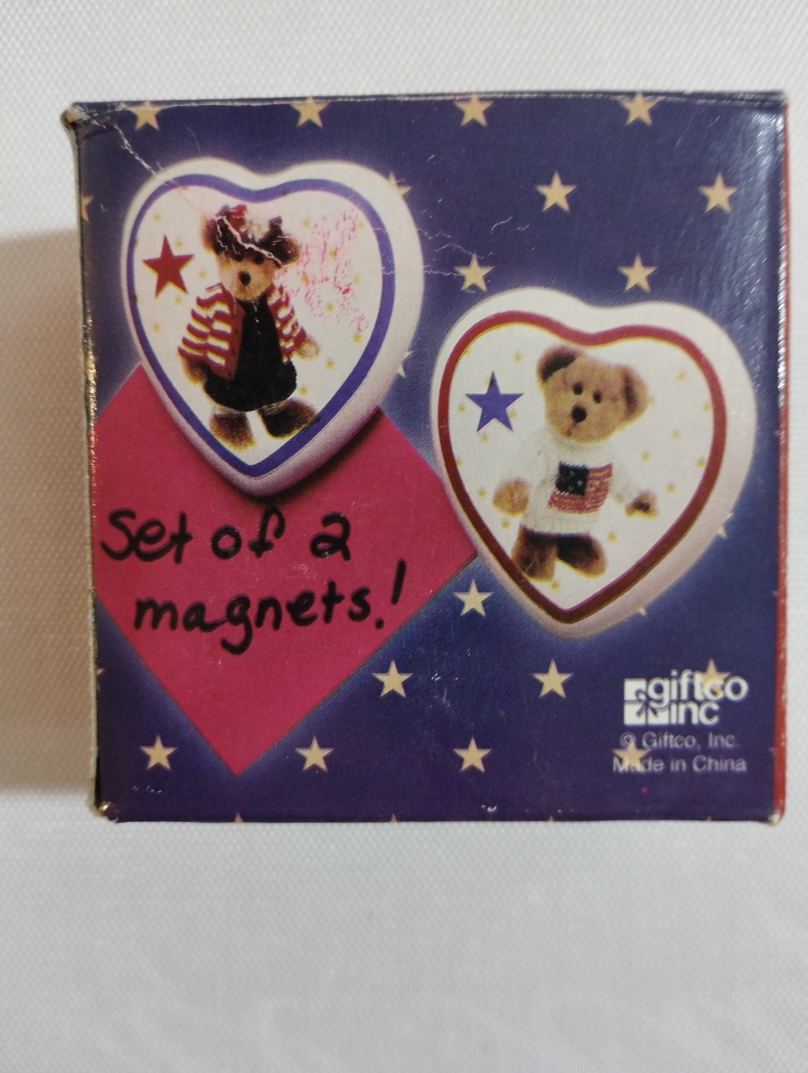 Set of 2
magnets!
giftco
inc
© Giftco, Inc.
Made in China